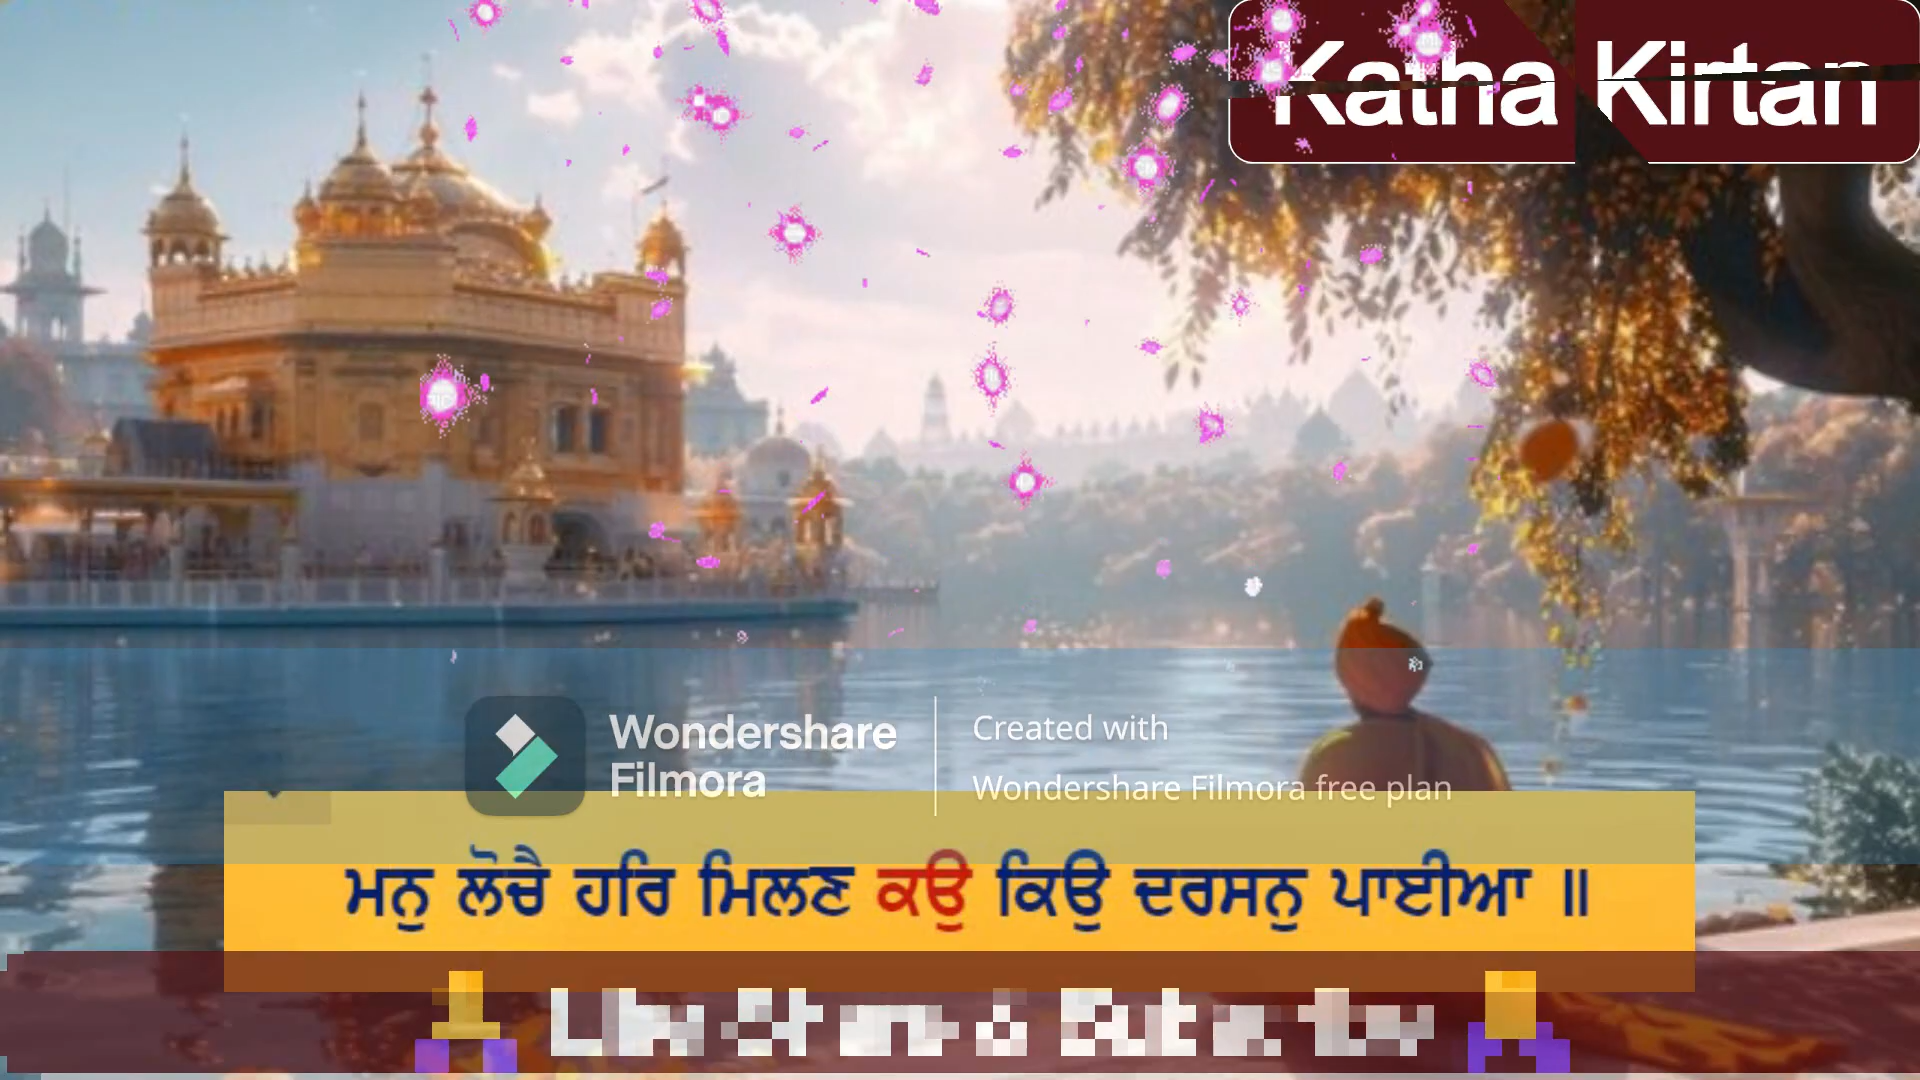 Katha Kirtan
Wondershare
Filmora
Created with
Wondershare Filmora free plan
ਮਨੁ ਲੋਚੈ ਹਰਿ ਮਿਲਣ ਕਉ ਕਿਉ ਦਰਸਨੁ ਪਾਈਆ ॥